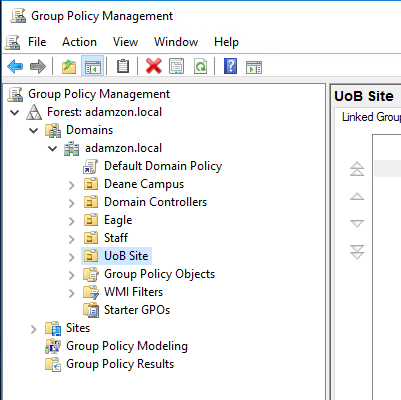 Group Policy Management
File Action View Window Help
Group Policy Management
Forest: adamzon.local
Domains
adamzon.local
Default Domain Policy
Deane Campus
Domain Controllers
Eagle
Staff
UoB Site
Group Policy Objects
WMI Filters
Starter GPOs
Sites
Group Policy Modeling
Group Policy Results
UoB Site
Linked Group